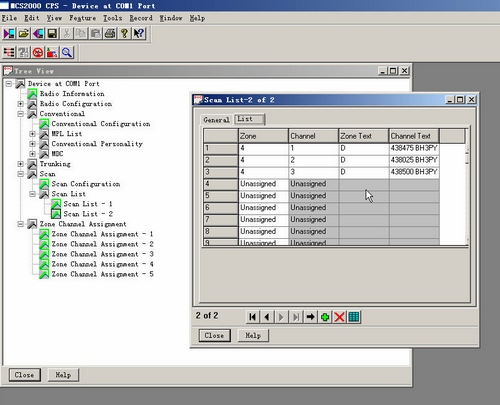 MCS2000 CPS - Device at COM1 Port
File Edit View Feature Tools Record Window Help
Tree View
Device at COM1 Port
Radio Information
Radio Configuration
Conventional
Conventional Configuration
MPL List
Conventional Personality
MDC
Trunking
Scan
Scan Configuration
Scan List
Scan List - 1
Scan List - 2
Zone Channel Assignment
Zone Channel Assignment - 1
Zone Channel Assignment - 2
Zone Channel Assignment - 3
Zone Channel Assignment - 4
Zone Channel Assignment - 5
Close Help
Scan List-2 of 2
General List
Zone Channel Zone Text Channel Text
1 4 1 D 438475 BH3PY
2 4 2 D 438025 BH3PY
3 4 3 D 438500 BH3PY
4 Unassigned Unassigned
5 Unassigned Unassigned
6 Unassigned Unassigned
7 Unassigned Unassigned
8 Unassigned Unassigned
9 Unassigned Unassigned
2 of 2
Close Help